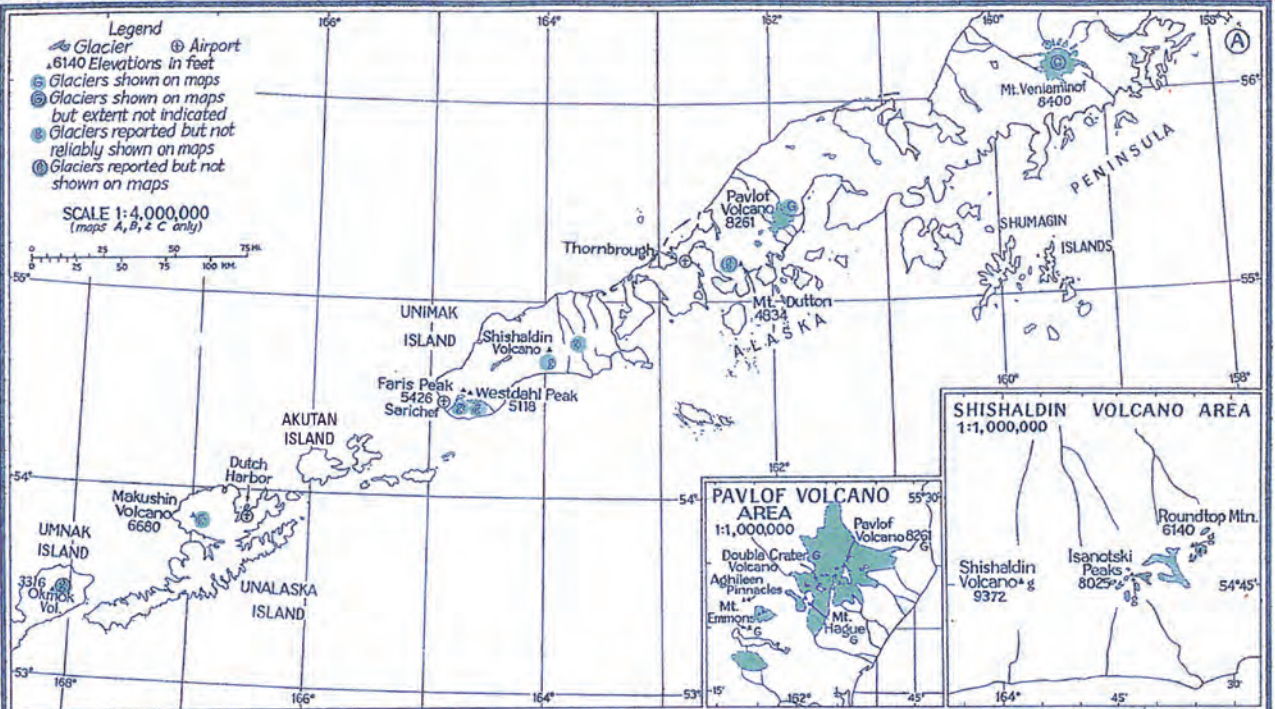 Legend
Glacier
Airport
6140 Elevations in feet
G Glaciers shown on maps
G Glaciers shown on maps
but extent not indicated
g Glaciers reported but not
reliably shown on maps
g Glaciers reported but not
shown on maps
SCALE 1:4,000,000
(maps A, B, & C only)
25 0 25 50 75 MI.
0 25 50 75 100 KM.
166°
164°
162°
160°
158°
A
56°
Mt. Veniaminof
8400
PENINSULA
Pavlof
Volcano
8261
G
SHUMAGIN
ISLANDS
Thornbrough
55°
55°
Mt. Dutton
4834
ALASKA
UNIMAK
ISLAND
Shishaldin
Volcano
Faris Peak
5426
Sarichef
Westdahl Peak
5118
160°
158°
AKUTAN
ISLAND
162°
54°
54°
Dutch
Harbor
Makushin
Volcano
6680
UMNAK
ISLAND
3316
Okmok
Vol.
UNALASKA
ISLAND
53°
53°
168°
166°
164°
PAVLOF VOLCANO
AREA
1:1,000,000
55°30'
Pavlof
Volcano 8261
G
Double Crater
Volcano
G
Aghileen
Pinnacles
Mt.
Emmons
G
Mt.
Hague
G
15'
162°
45'
SHISHALDIN VOLCANO AREA
1:1,000,000
Roundtop Mtn.
6140
Isanotski
Peaks
8025
Shishaldin
Volcano g
9372
54°45'
164°
45'
30'